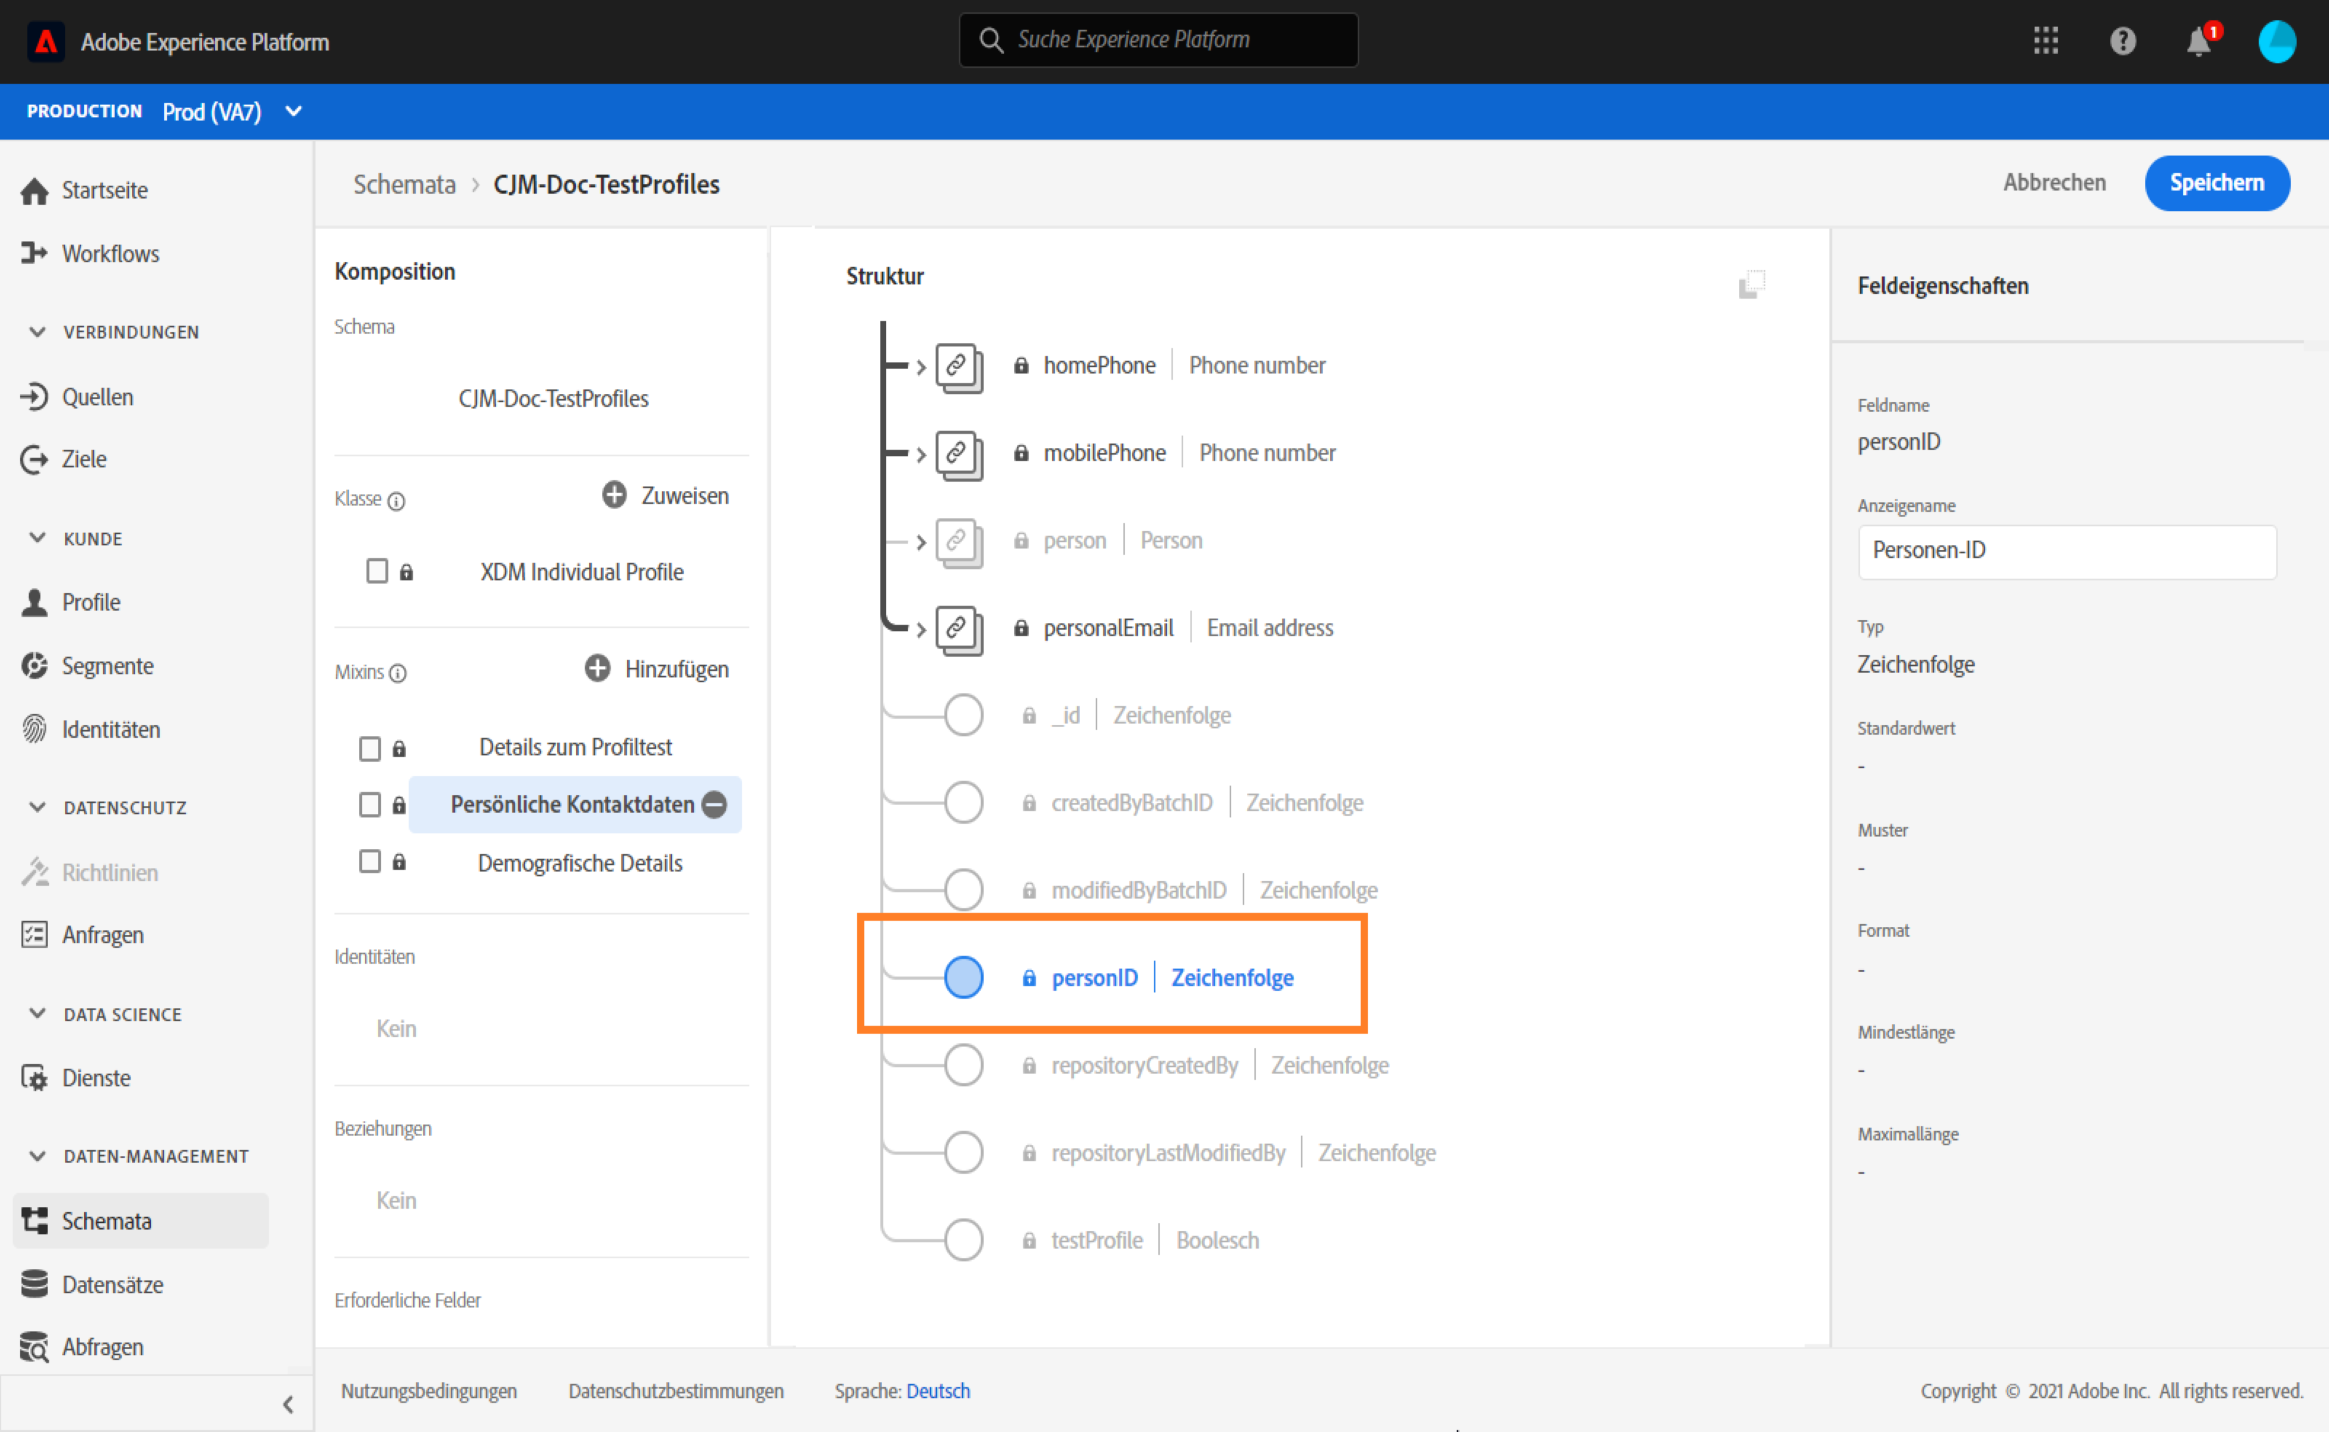 Adobe Experience Platform
Suche Experience Platform
1
PRODUCTION Prod (VA7)
Startseite
Workflows
VERBINDUNGEN
Quellen
Ziele
KUNDE
Profile
Segmente
Identitäten
DATENSCHUTZ
Richtlinien
Anfragen
DATA SCIENCE
Dienste
DATEN-MANAGEMENT
Schemata
Datensätze
Abfragen
Schemata > CJM-Doc-TestProfiles
Abbrechen
Speichern
Komposition
Schema
CJM-Doc-TestProfiles
Klasse
Zuweisen
XDM Individual Profile
Mixins
Hinzufügen
Details zum Profiltest
Persönliche Kontaktdaten
Demografische Details
Identitäten
Kein
Beziehungen
Kein
Erforderliche Felder
Struktur
homePhone | Phone number
mobilePhone | Phone number
person | Person
personalEmail | Email address
_id | Zeichenfolge
createdByBatchID | Zeichenfolge
modifiedByBatchID | Zeichenfolge
personID | Zeichenfolge
repositoryCreatedBy | Zeichenfolge
repositoryLastModifiedBy | Zeichenfolge
testProfile | Boolesch
Feldeigenschaften
Feldname
personID
Anzeigename
Personen-ID
Typ
Zeichenfolge
Standardwert
-
Muster
-
Format
-
Mindestlänge
-
Maximallänge
-
Nutzungsbedingungen
Datenschutzbestimmungen
Sprache: Deutsch
Copyright © 2021 Adobe Inc. All rights reserved.